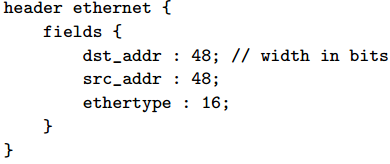 header ethernet {
    fields {
        dst_addr : 48; // width in bits
        src_addr : 48;
        ethertype : 16;
    }
}